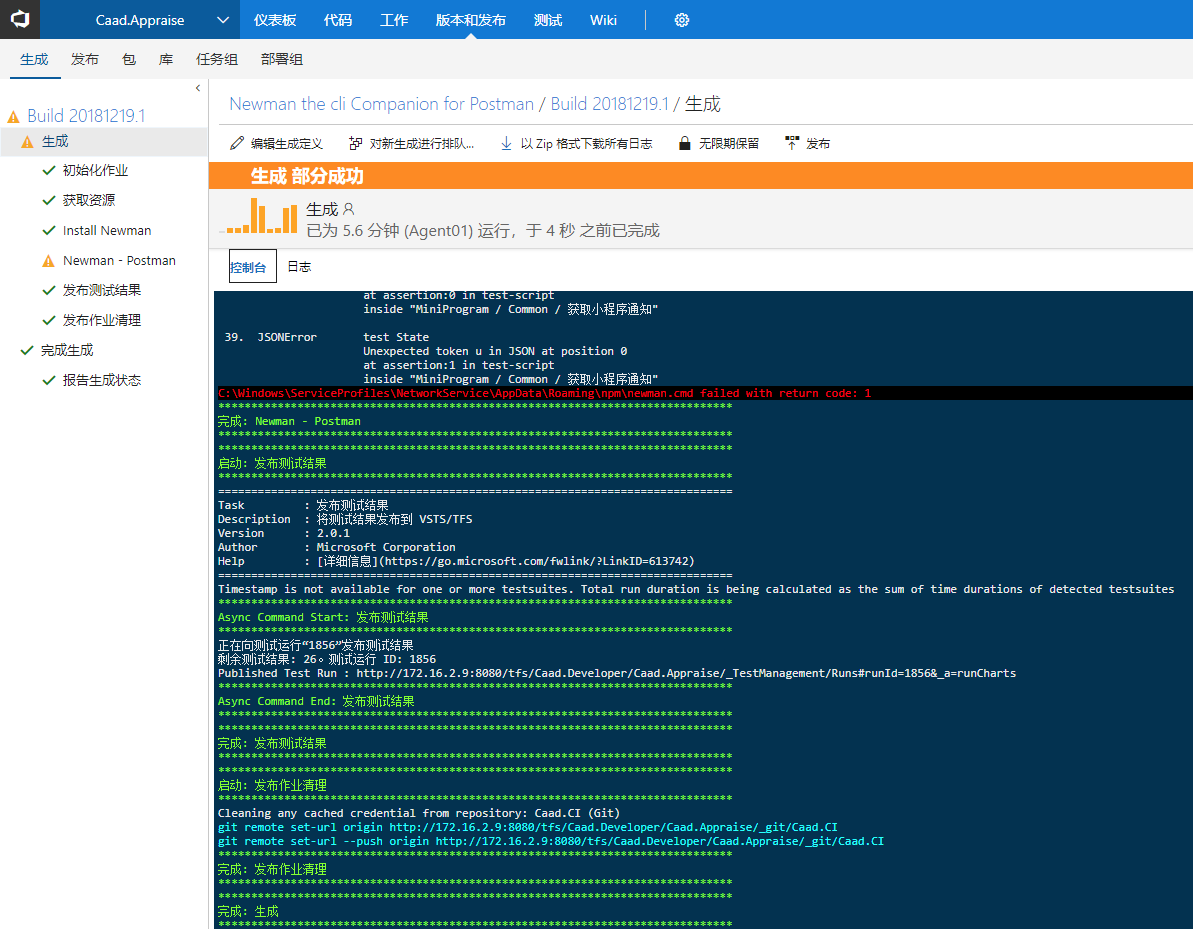 Caad.Appraise 仪表板 代码 工作 版本和发布 测试 Wiki
生成 发布 包 库 任务组 部署组
Build 20181219.1
生成
初始化作业
获取资源
Install Newman
Newman - Postman
发布测试结果
发布作业清理
完成生成
报告生成状态
Newman the cli Companion for Postman / Build 20181219.1 / 生成
编辑生成定义 对新生成进行排队... 以 Zip 格式下载所有日志 无限期保留 发布
生成 部分成功
生成
已为 5.6 分钟 (Agent01) 运行，于 4 秒 之前已完成
控制台 日志
at assertion:0 in test-script
inside "MiniProgram / Common / 获取小程序通知"
39. JSONError test State
Unexpected token u in JSON at position 0
at assertion:1 in test-script
inside "MiniProgram / Common / 获取小程序通知"
C:\Windows\ServiceProfiles\NetworkService\AppData\Roaming\npm\newman.cmd failed with return code: 1
******************************************************************************
完成: Newman - Postman
******************************************************************************
******************************************************************************
启动: 发布测试结果
******************************************************************************
==============================================================================
Task : 发布测试结果
Description : 将测试结果发布到 VSTS/TFS
Version : 2.0.1
Author : Microsoft Corporation
Help : [详细信息](https://go.microsoft.com/fwlink/?LinkID=613742)
==============================================================================
Timestamp is not available for one or more testsuites. Total run duration is being calculated as the sum of time durations of detected testsuites
******************************************************************************
Async Command Start: 发布测试结果
******************************************************************************
正在向测试运行“1856”发布测试结果
剩余测试结果: 26。测试运行 ID: 1856
Published Test Run : http://172.16.2.9:8080/tfs/Caad.Developer/Caad.Appraise/_TestManagement/Runs#runId=1856&_a=runCharts
******************************************************************************
Async Command End: 发布测试结果
******************************************************************************
******************************************************************************
完成: 发布测试结果
******************************************************************************
******************************************************************************
启动: 发布作业清理
******************************************************************************
Cleaning any cached credential from repository: Caad.CI (Git)
git remote set-url origin http://172.16.2.9:8080/tfs/Caad.Developer/Caad.Appraise/_git/Caad.CI
git remote set-url --push origin http://172.16.2.9:8080/tfs/Caad.Developer/Caad.Appraise/_git/Caad.CI
******************************************************************************
完成: 发布作业清理
******************************************************************************
******************************************************************************
完成: 生成
******************************************************************************